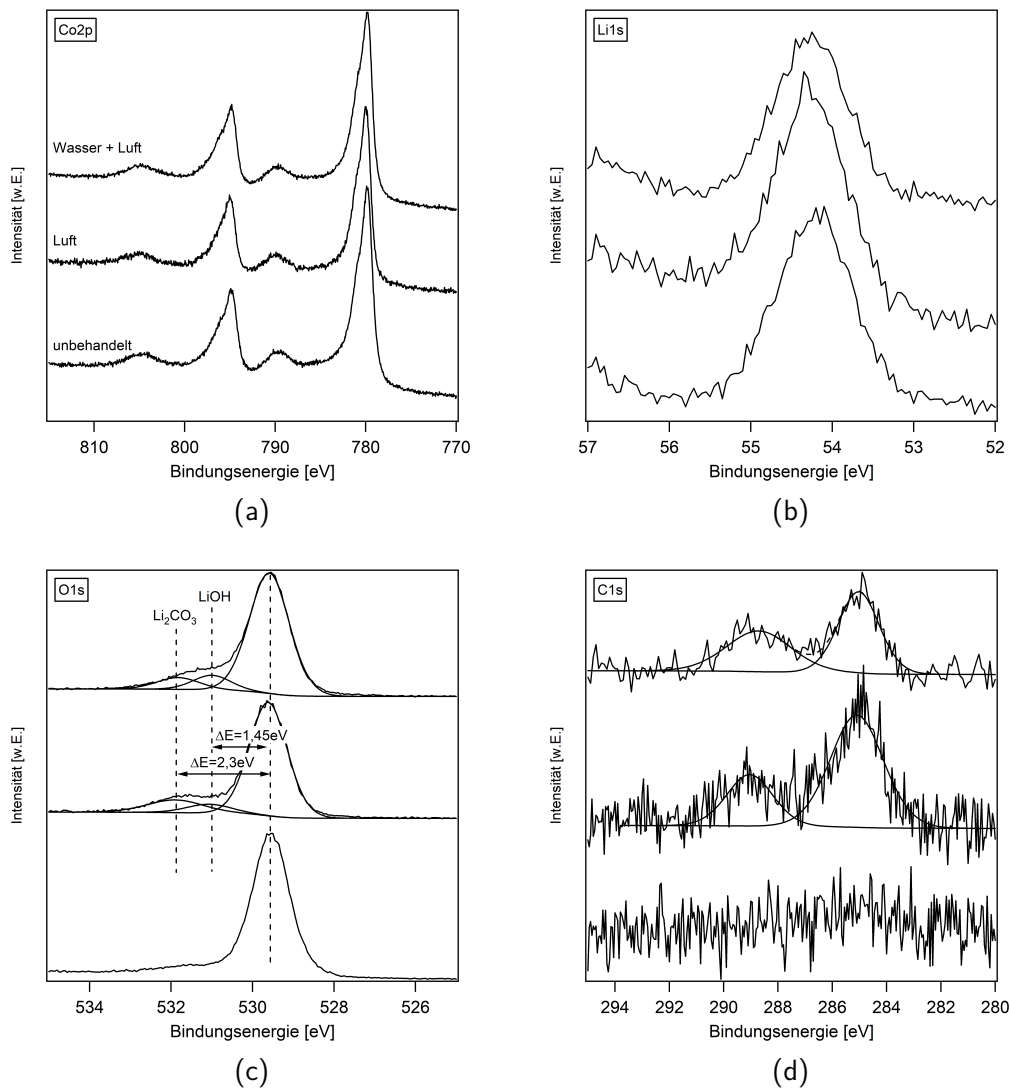 Co2p
Wasser + Luft
Luft
unbehandelt
Intensität [w.E.]
810 800 790 780 770
Bindungsenergie [eV]
(a)
Li1s
Intensität [w.E.]
57 56 55 54 53 52
Bindungsenergie [eV]
(b)
O1s
LiOH
Li₂CO₃
ΔE=1,45eV
ΔE=2,3eV
Intensität [w.E.]
534 532 530 528 526
Bindungsenergie [eV]
(c)
C1s
Intensität [w.E.]
294 292 290 288 286 284 282 280
Bindungsenergie [eV]
(d)